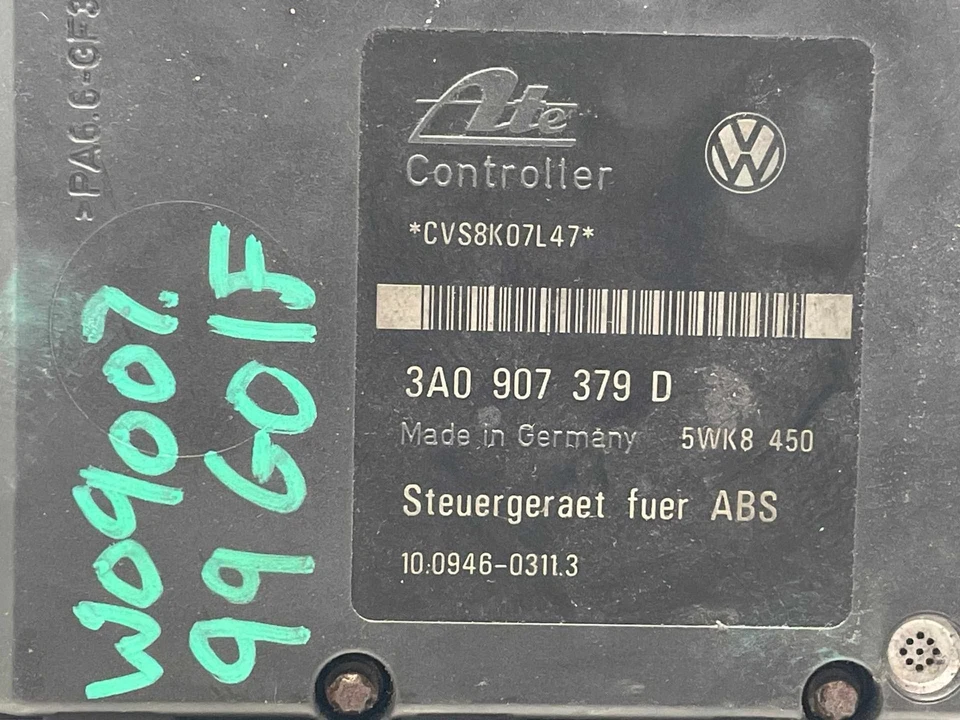 >PA6.6-GF3
Ate
Controller
*CVS8K07L47*
3A0 907 379 D
Made in Germany 5WK8 450
Steuergeraet fuer ABS
10.0946-0311.3
W09007.
99 GOlF